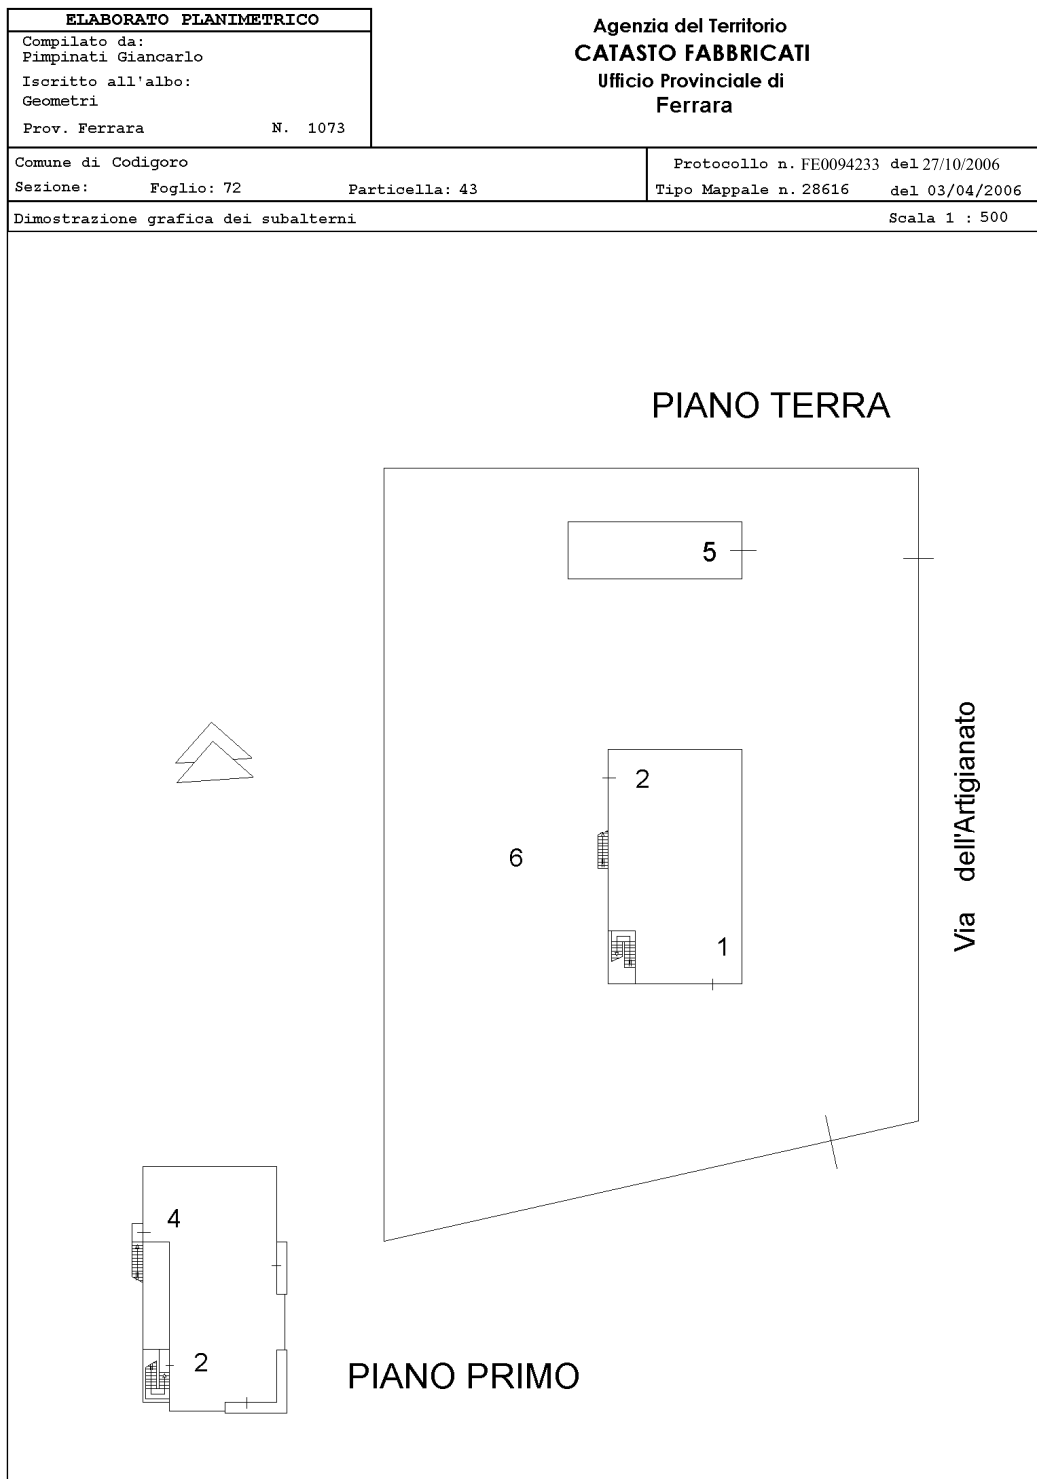 ELABORATO PLANIMETRICO
Compilato da:
Pimpinati Giancarlo
Iscritto all'albo:
Geometri
Prov. Ferrara N. 1073
Agenzia del Territorio
CATASTO FABBRICATI
Ufficio Provinciale di
Ferrara
Comune di Codigoro
Sezione: Foglio: 72 Particella: 43
Protocollo n. FE0094233 del 27/10/2006
Tipo Mappale n. 28616 del 03/04/2006
Dimostrazione grafica dei subalterni Scala 1 : 500
PIANO TERRA
5
2
6
1
Via dell'Artigianato
4
2
PIANO PRIMO